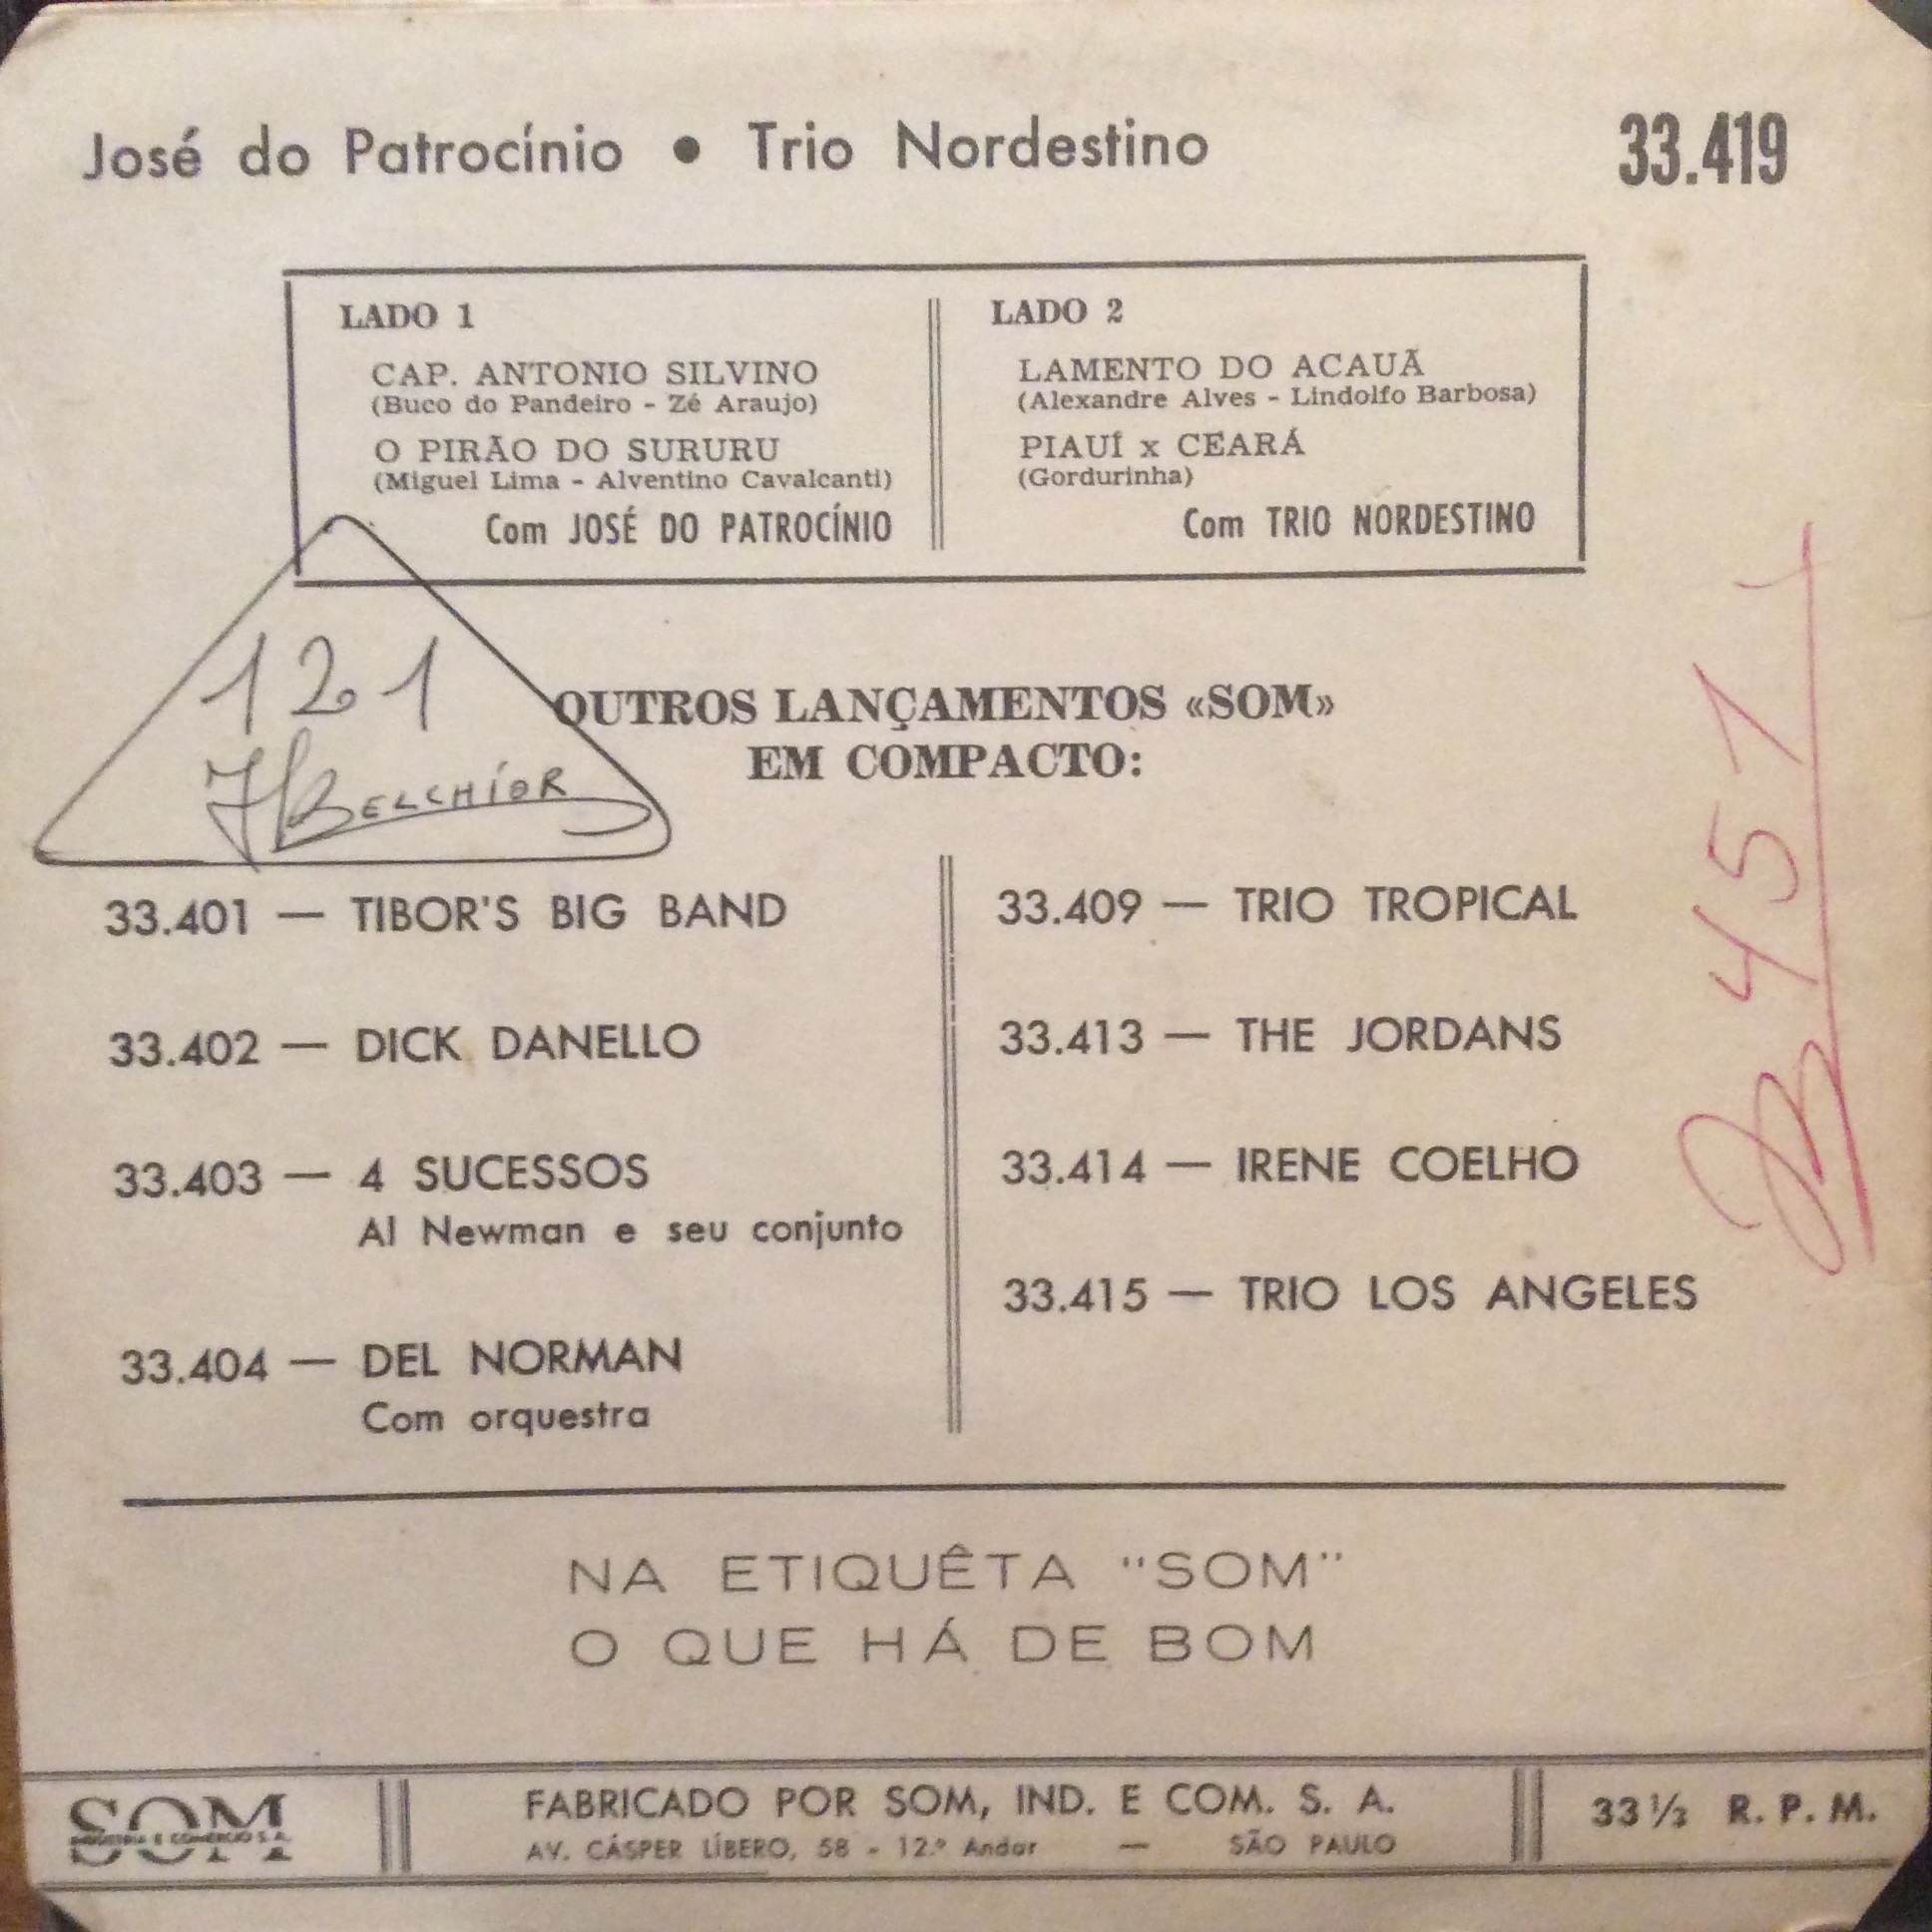 José do Patrocínio • Trio Nordestino
33.419
LADO 1
CAP. ANTONIO SILVINO
(Buco do Pandeiro - Zé Araujo)
O PIRÃO DO SURURU
(Miguel Lima - Alventino Cavalcanti)
Com JOSÉ DO PATROCÍNIO
LADO 2
LAMENTO DO ACAUÃ
(Alexandre Alves - Lindolfo Barbosa)
PIAUÍ x CEARÁ
(Gordurinha)
Com TRIO NORDESTINO
121
BELCHÍOR
OUTROS LANÇAMENTOS «SOM»
EM COMPACTO:
33.401 — TIBOR'S BIG BAND
33.402 — DICK DANELLO
33.403 — 4 SUCESSOS
Al Newman e seu conjunto
33.404 — DEL NORMAN
Com orquestra
33.409 — TRIO TROPICAL
33.413 — THE JORDANS
33.414 — IRENE COELHO
33.415 — TRIO LOS ANGELES
451
NA ETIQUÊTA "SOM"
O QUE HÁ DE BOM
SOM
INDÚSTRIA E COMÉRCIO S.A.
FABRICADO POR SOM, IND. E COM. S. A.
AV. CÁSPER LÍBERO, 58 - 12.º Andar — SÃO PAULO
33 1/3 R. P. M.